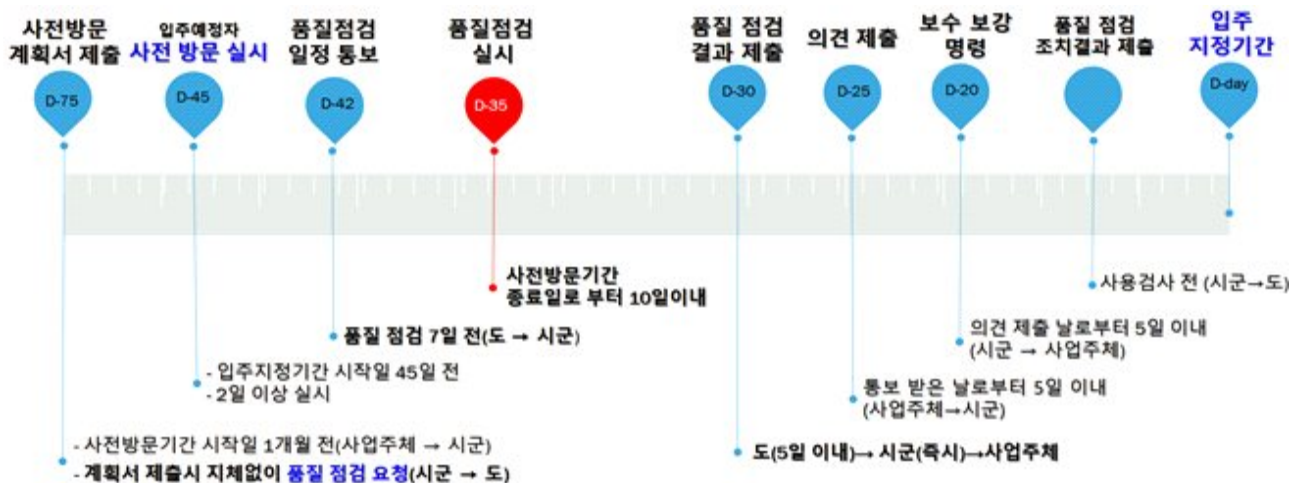 사전방문
계획서 제출
입주예정자
사전 방문 실시
품질점검
일정 통보
품질점검
실시
품질 점검
결과 제출
의견 제출
보수 보강
명령
품질 점검
조치결과 제출
입주
지정기간
D-75
D-45
D-42
D-35
D-30
D-25
D-20
D-day
사전방문기간
종료일로 부터 10일이내
사용검사 전 (시군→도)
품질 점검 7일 전(도 → 시군)
의견 제출 날로부터 5일 이내
(시군 → 사업주체)
- 입주지정기간 시작일 45일 전
- 2일 이상 실시
통보 받은 날로부터 5일 이내
(사업주체→시군)
- 사전방문기간 시작일 1개월 전(사업주체 → 시군)
- 계획서 제출시 지체없이 품질 점검 요청(시군 → 도)
도(5일 이내)→ 시군(즉시)→사업주체